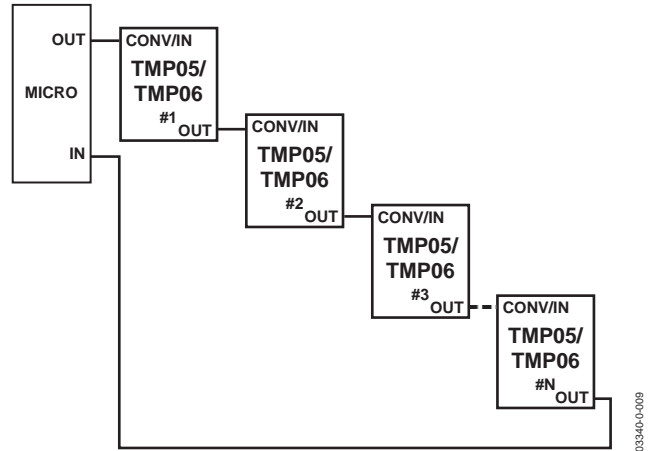 OUT
MICRO
IN
CONV/IN
TMP05/
TMP06
#1
OUT
CONV/IN
TMP05/
TMP06
#2
OUT
CONV/IN
TMP05/
TMP06
#3
OUT
CONV/IN
TMP05/
TMP06
#N
OUT
03340-0-009